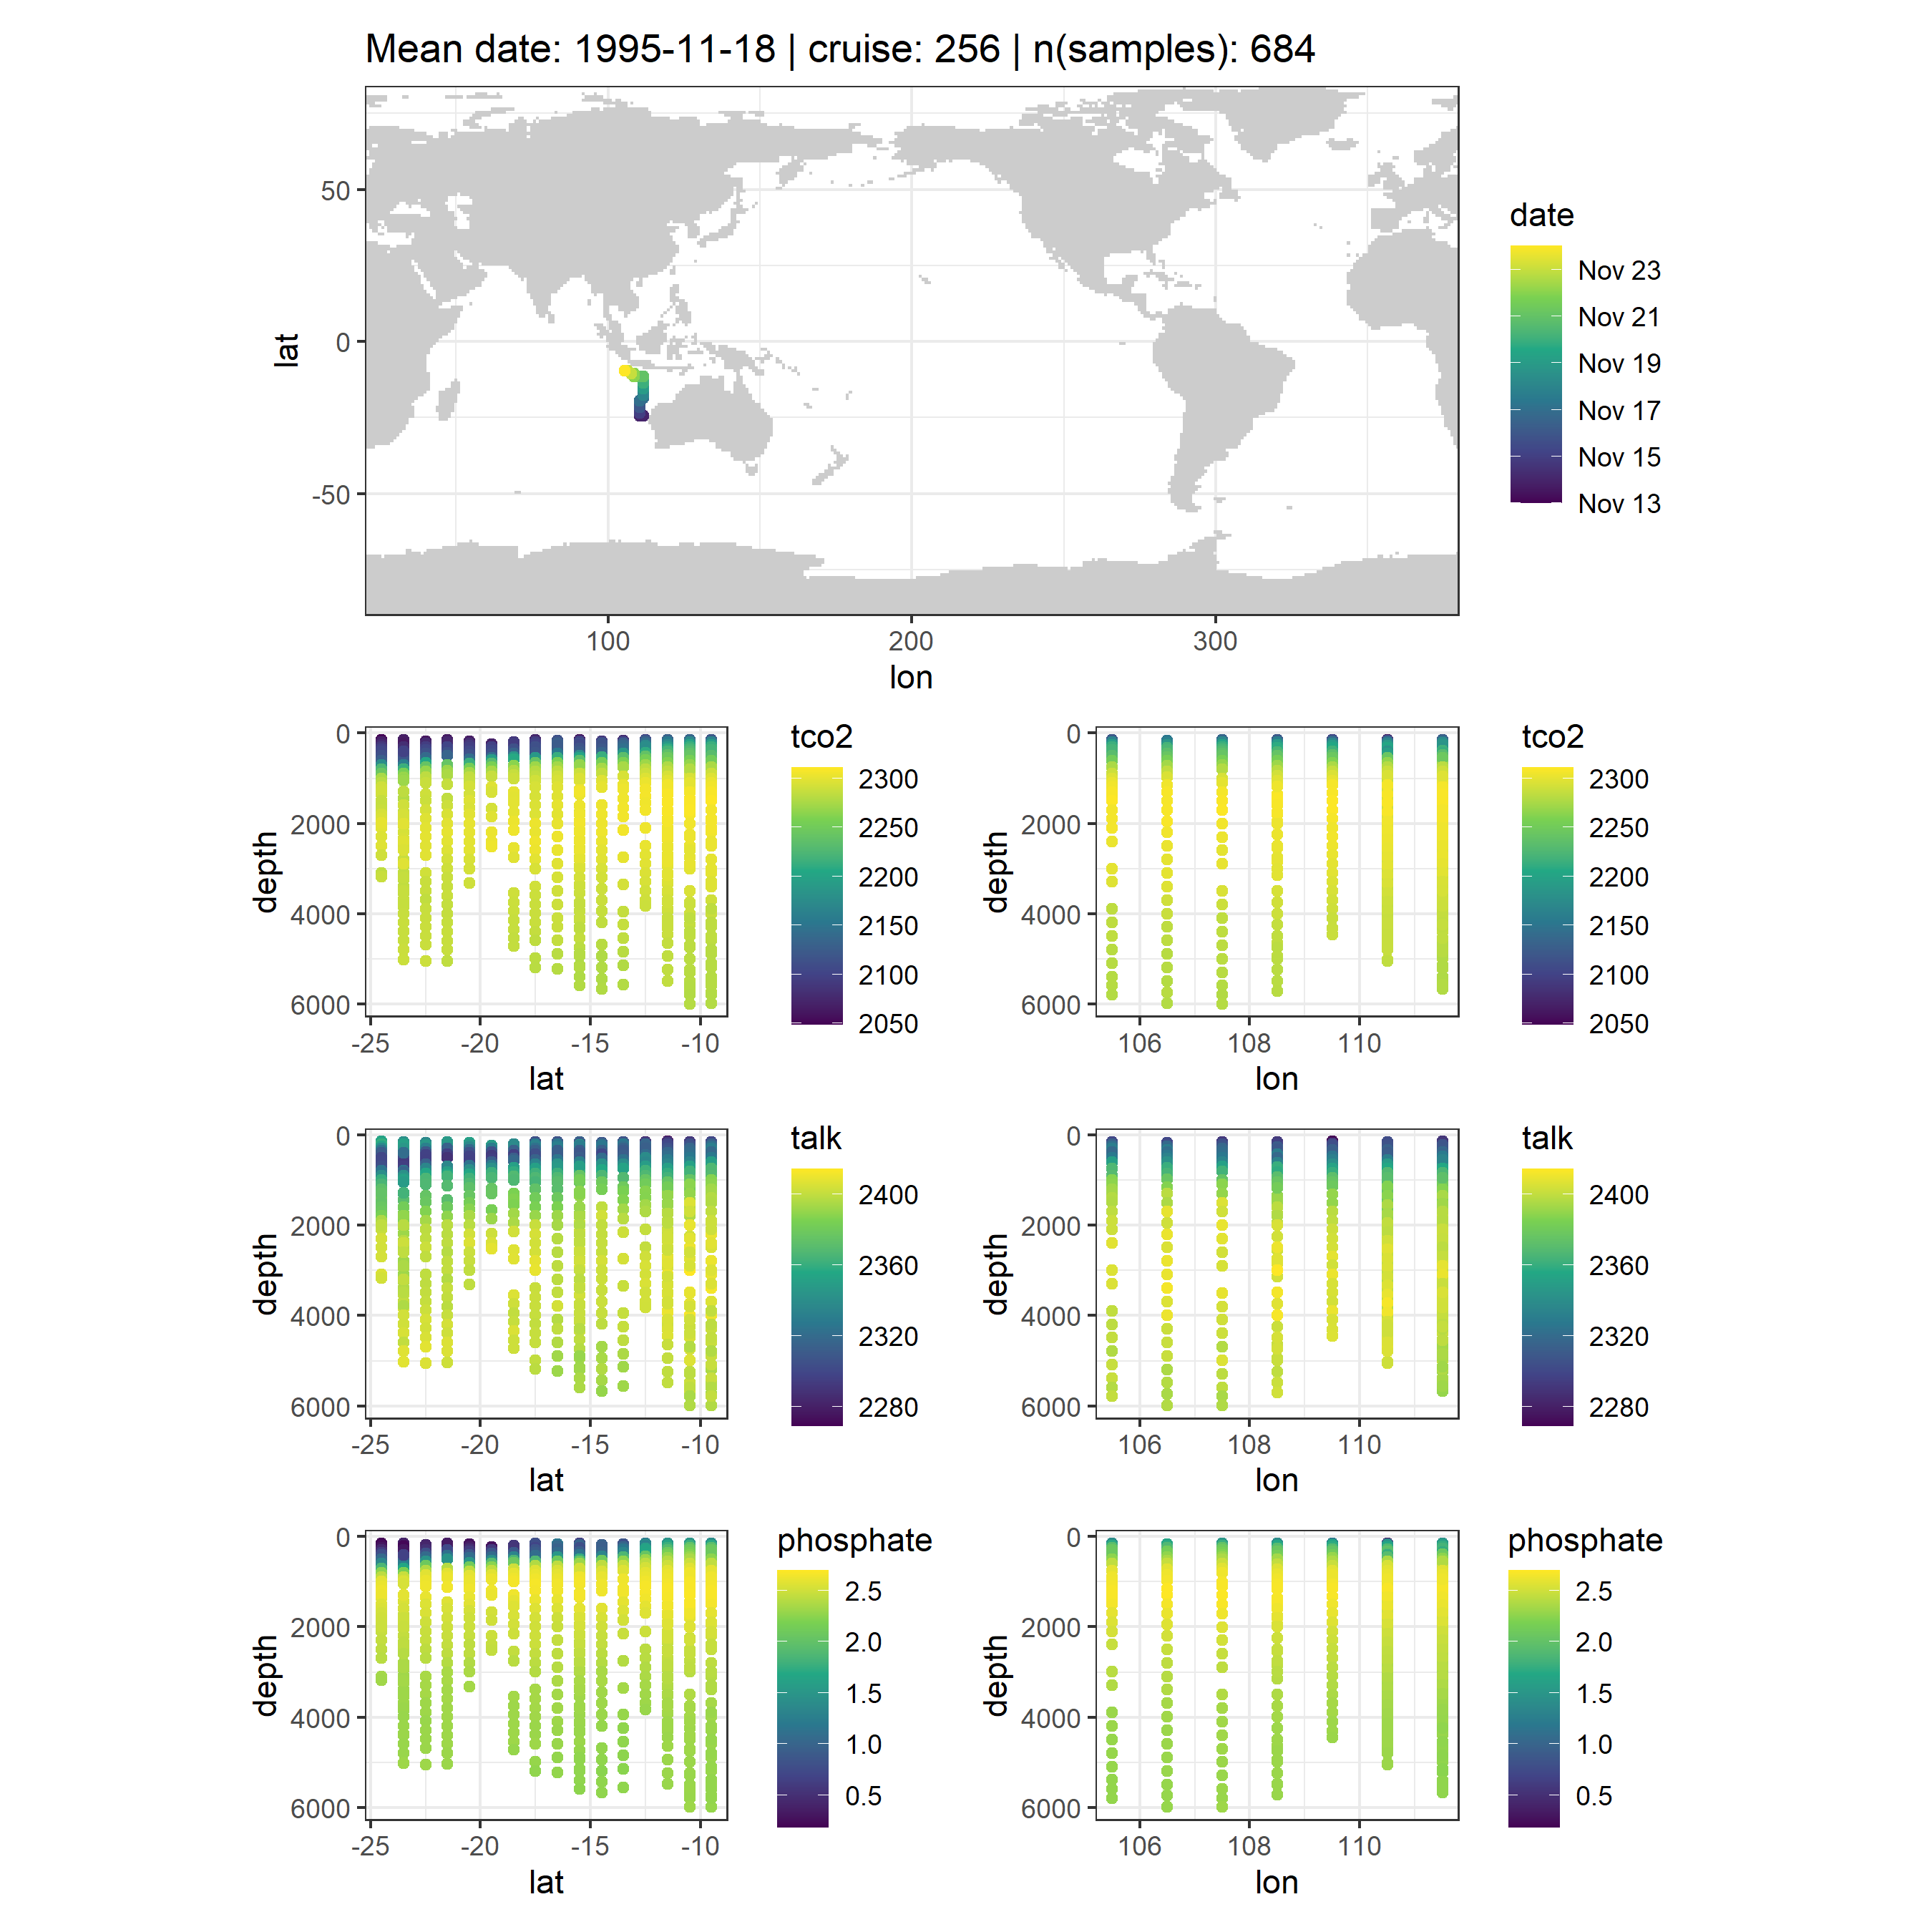 Mean date: 1995-11-18 | cruise: 256 | n(samples): 684
50
0
-50
lat
100
200
300
lon
date
Nov 23
Nov 21
Nov 19
Nov 17
Nov 15
Nov 13
0
2000
4000
6000
depth
-25
-20
-15
-10
lat
tco2
2300
2250
2200
2150
2100
2050
0
2000
4000
6000
depth
106
108
110
lon
tco2
2300
2250
2200
2150
2100
2050
0
2000
4000
6000
depth
-25
-20
-15
-10
lat
talk
2400
2360
2320
2280
0
2000
4000
6000
depth
106
108
110
lon
talk
2400
2360
2320
2280
0
2000
4000
6000
depth
-25
-20
-15
-10
lat
phosphate
2.5
2.0
1.5
1.0
0.5
0
2000
4000
6000
depth
106
108
110
lon
phosphate
2.5
2.0
1.5
1.0
0.5